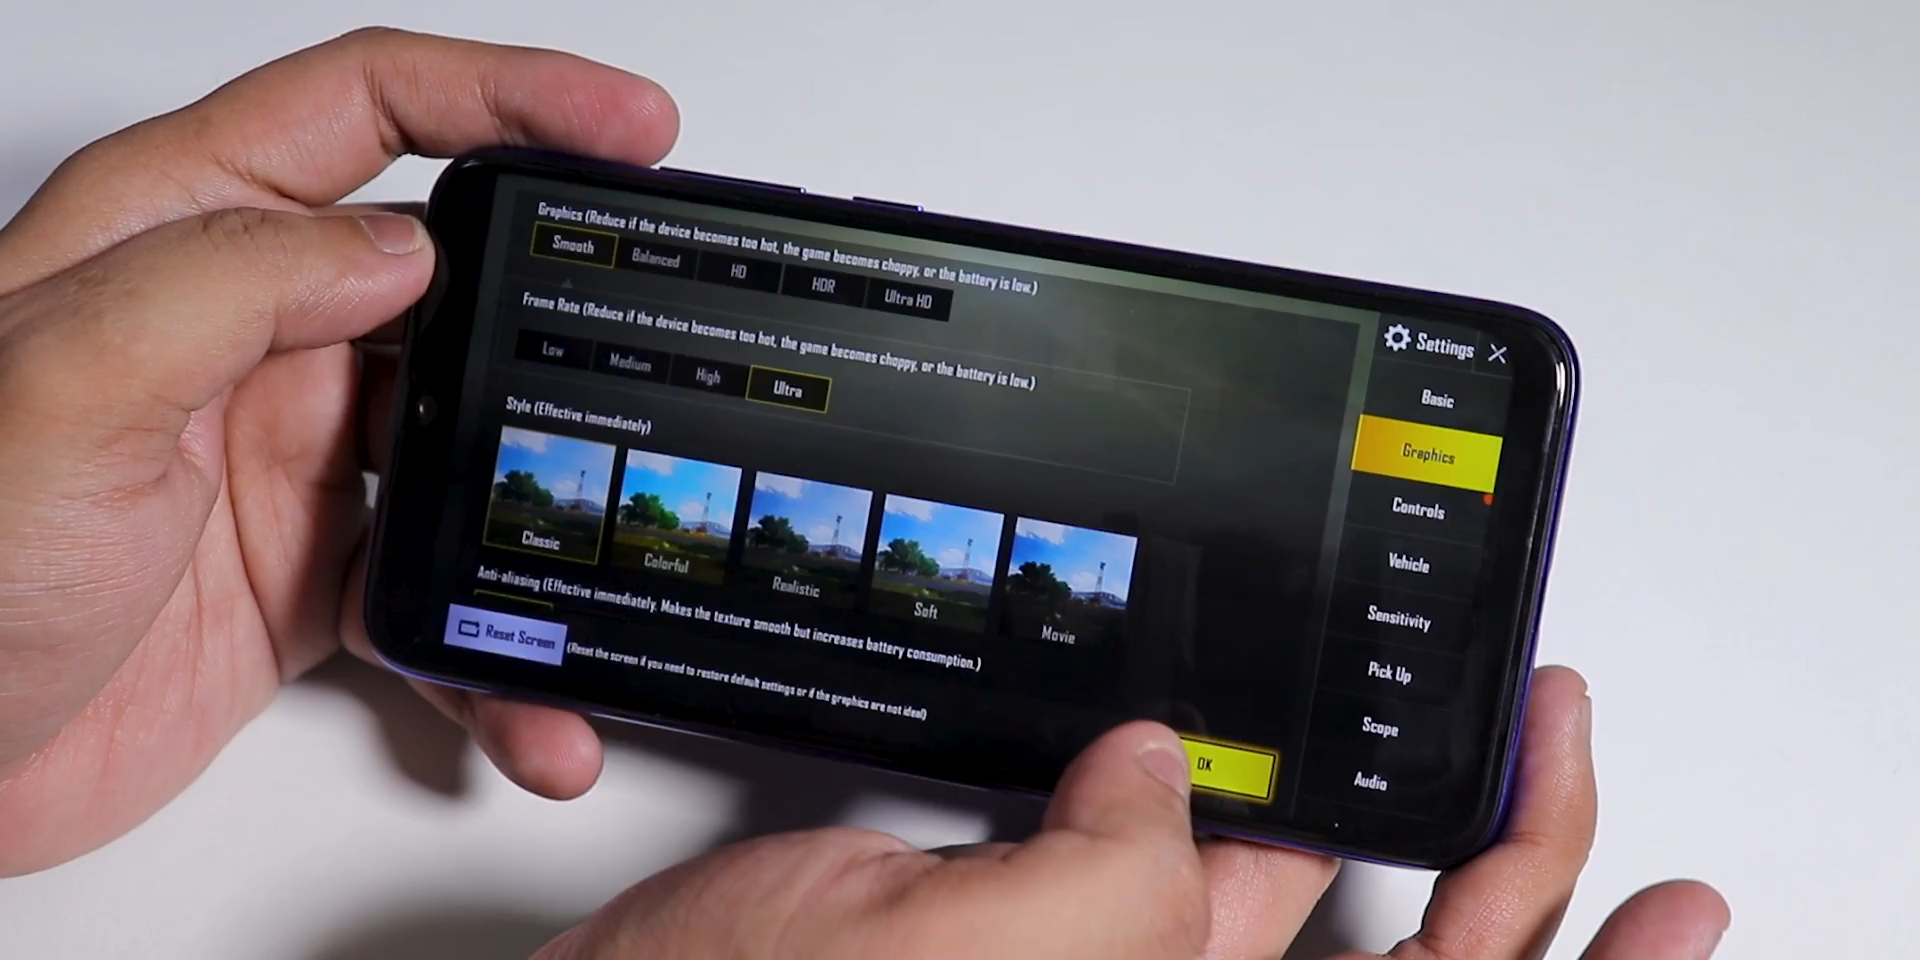 Graphics (Reduce if the device becomes too hot, the game becomes choppy, or the battery is low.)
Smooth
Balanced
HD
HDR
Ultra HD
Frame Rate (Reduce if the device becomes too hot, the game becomes choppy, or the battery is low.)
Low
Medium
High
Ultra
Style (Effective immediately)
Classic
Colorful
Realistic
Soft
Movie
Anti-aliasing (Effective immediately. Makes the texture smooth but increases battery consumption.)
Reset Screen
(Reset the screen if you need to restore default settings or if the graphics are not ideal)
OK
Settings
Basic
Graphics
Controls
Vehicle
Sensitivity
Pick Up
Scope
Audio